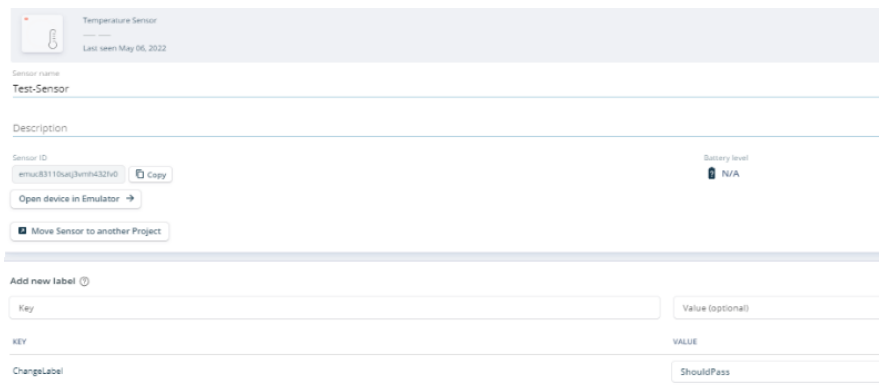 Temperature Sensor
Last seen May 06, 2022
Sensor name
Test-Sensor
Description
Sensor ID
Battery level
Copy
N/A
Open device in Emulator
Move Sensor to another Project
Add new label
Key
Value (optional)
KEY
VALUE
ChangeLabel
ShouldPass